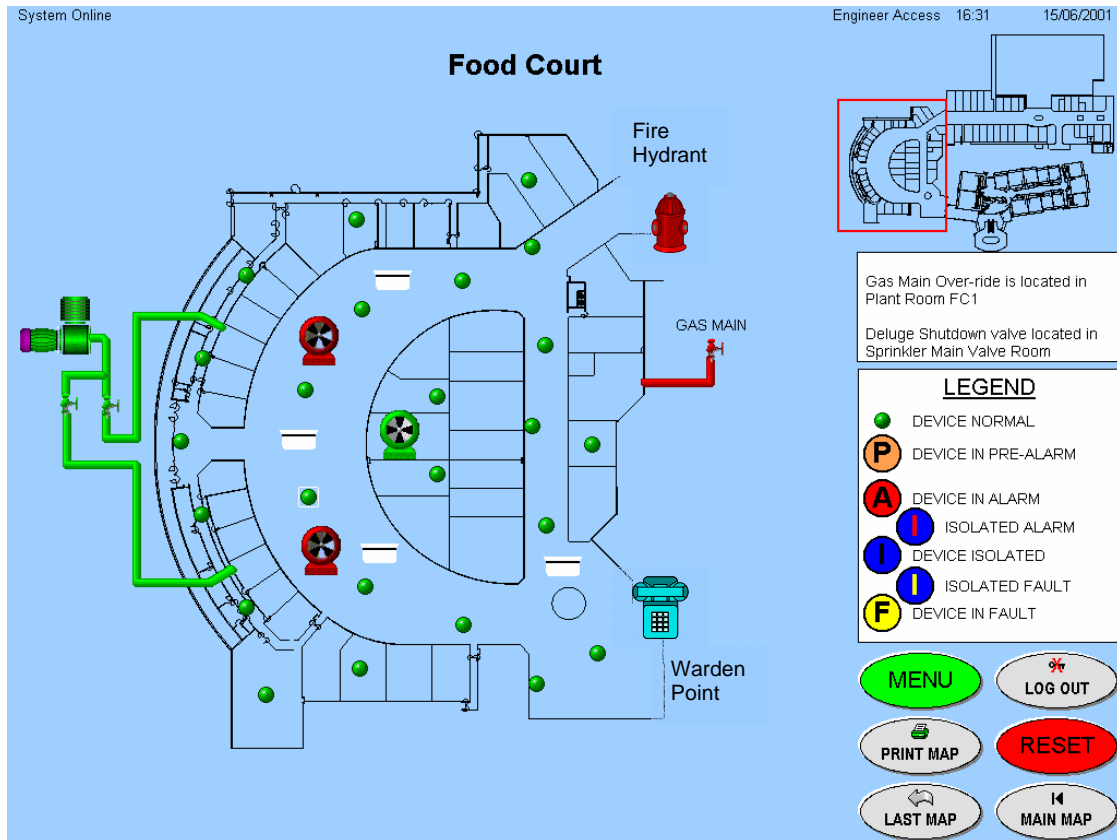 System Online
Engineer Access 16:31 15/06/2001
Food Court
Fire
Hydrant
GAS MAIN
Warden
Point
Gas Main Over-ride is located in
Plant Room FC1
Deluge Shutdown valve located in
Sprinkler Main Valve Room
LEGEND
DEVICE NORMAL
P DEVICE IN PRE-ALARM
A DEVICE IN ALARM
I ISOLATED ALARM
I DEVICE ISOLATED
I ISOLATED FAULT
F DEVICE IN FAULT
MENU
LOG OUT
PRINT MAP
RESET
LAST MAP
MAIN MAP